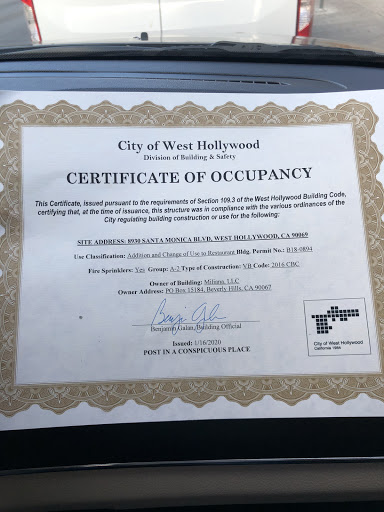 City of West Hollywood
Division of Building & Safety
CERTIFICATE OF OCCUPANCY
This Certificate, issued pursuant to the requirements of Section 109.3 of the West Hollywood Building Code,
certifying that, at the time of issuance, this structure was in compliance with the various ordinances of the
City regulating building construction or use for the following:
SITE ADDRESS: 8930 SANTA MONICA BLVD, WEST HOLLYWOOD, CA 90069
Use Classification: Addition and Change of Use to Restaurant Bldg. Permit No.: B18-0894
Fire Sprinklers: Yes Group: A-2 Type of Construction: VB Code: 2016 CBC
Owner of Building: Miliano, LLC
Owner Address: PO Box 15184, Beverly Hills, CA 90067
Benjamin Galan, Building Official
Issued: 1/16/2020
POST IN A CONSPICUOUS PLACE
City of West Hollywood
California 1984